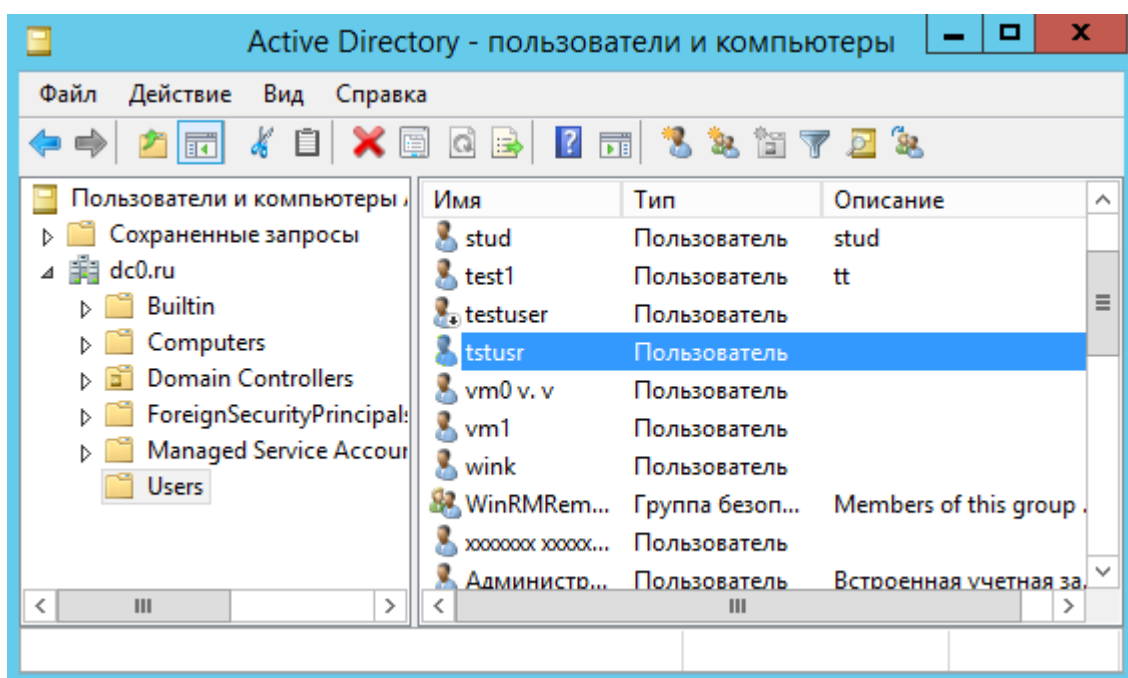 Active Directory - пользователи и компьютеры
Файл Действие Вид Справка
Пользователи и компьютеры
Сохраненные запросы
dc0.ru
Builtin
Computers
Domain Controllers
ForeignSecurityPrincipals
Managed Service Accour
Users
Имя Тип Описание
stud Пользователь stud
test1 Пользователь tt
testuser Пользователь
tstusr Пользователь
vm0 v. v Пользователь
vm1 Пользователь
wink Пользователь
WinRMRem... Группа безоп... Members of this group .
xxxxxxx xxxxx... Пользователь
Администр... Пользователь Встроенная учетная за.